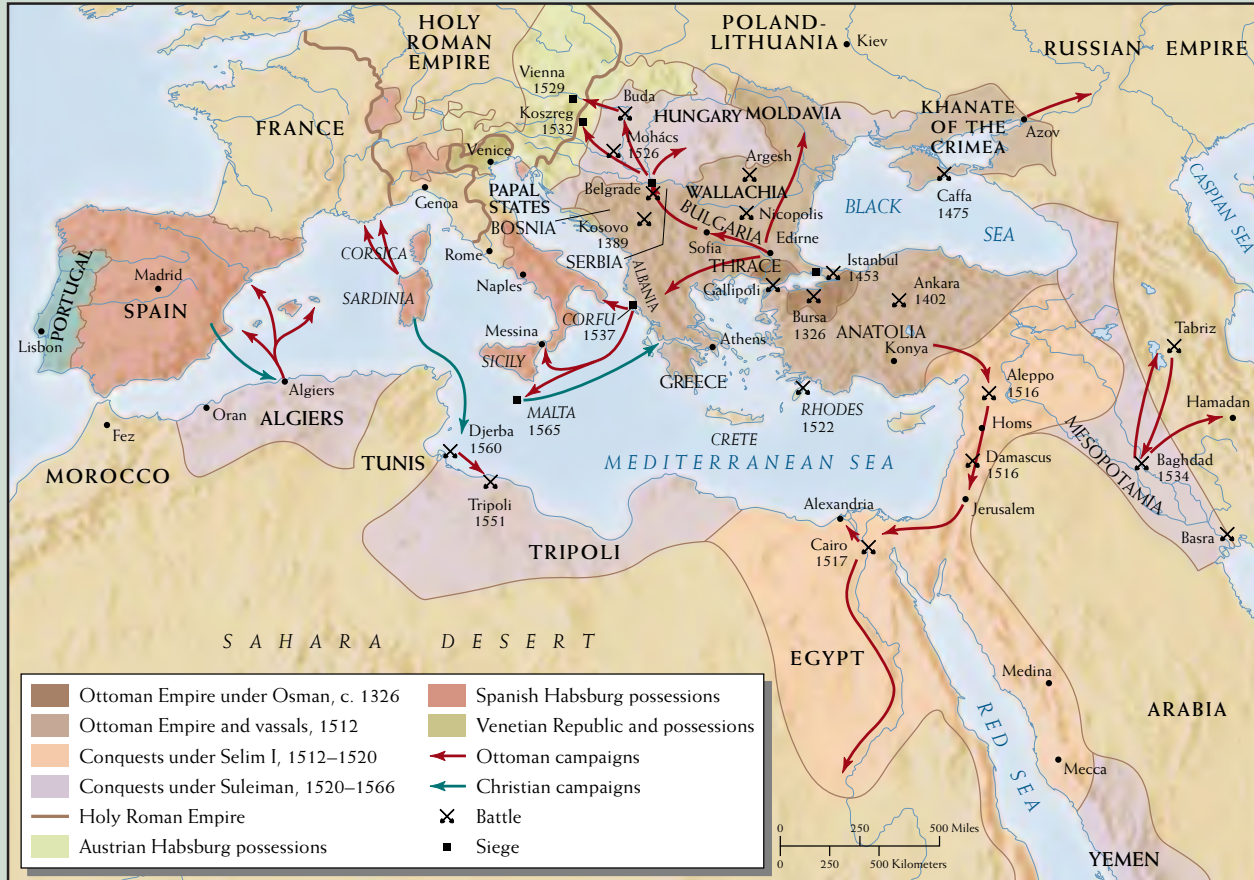 HOLY
ROMAN
EMPIRE
POLAND-
LITHUANIA
Kiev
RUSSIAN EMPIRE
Vienna
1529
Koszreg
1532
Buda
HUNGARY
MOLDAVIA
KHANATE
OF THE
CRIMEA
Azov
FRANCE
Mohács
1526
Venice
Argesh
Caffa
1475
CASPIAN SEA
PAPAL
STATES
Belgrade
WALLACHIA
BLACK
SEA
Genoa
BOSNIA
Kosovo
1389
BULGARIA
Nicopolis
Sofia
Edirne
CORSICA
Rome
SERBIA
ALBANIA
THRACE
Istanbul
1453
PORTUGAL
Madrid
SPAIN
SARDINIA
Naples
Gallipoli
Ankara
1402
CORFU
1537
Bursa
1326
ANATOLIA
Tabriz
Lisbon
Messina
SICILY
Athens
Konya
Aleppo
1516
Hamadan
Algiers
GREECE
RHODES
1522
Oran
ALGIERS
MALTA
1565
Homs
MESOPOTAMIA
Fez
Djerba
1560
CRETE
Damascus
1516
Baghdad
1534
MOROCCO
TUNIS
MEDITERRANEAN SEA
Tripoli
1551
Alexandria
Jerusalem
Basra
TRIPOLI
Cairo
1517
SAHARA DESERT
EGYPT
Medina
RED SEA
ARABIA
Mecca
YEMEN
Ottoman Empire under Osman, c. 1326
Ottoman Empire and vassals, 1512
Conquests under Selim I, 1512–1520
Conquests under Suleiman, 1520–1566
Holy Roman Empire
Austrian Habsburg possessions
Spanish Habsburg possessions
Venetian Republic and possessions
Ottoman campaigns
Christian campaigns
Battle
Siege
0 250 500 Miles
0 250 500 Kilometers